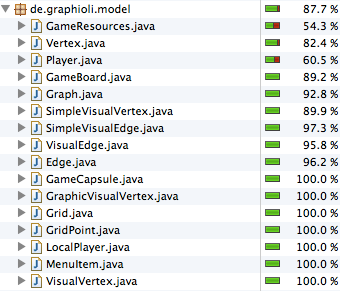 de.graphioli.model 87.7 %
GameResources.java 54.3 %
Vertex.java 82.4 %
Player.java 60.5 %
GameBoard.java 89.2 %
Graph.java 92.8 %
SimpleVisualVertex.java 89.9 %
SimpleVisualEdge.java 97.3 %
VisualEdge.java 95.8 %
Edge.java 96.2 %
GameCapsule.java 100.0 %
GraphicVisualVertex.java 100.0 %
Grid.java 100.0 %
GridPoint.java 100.0 %
LocalPlayer.java 100.0 %
MenuItem.java 100.0 %
VisualVertex.java 100.0 %